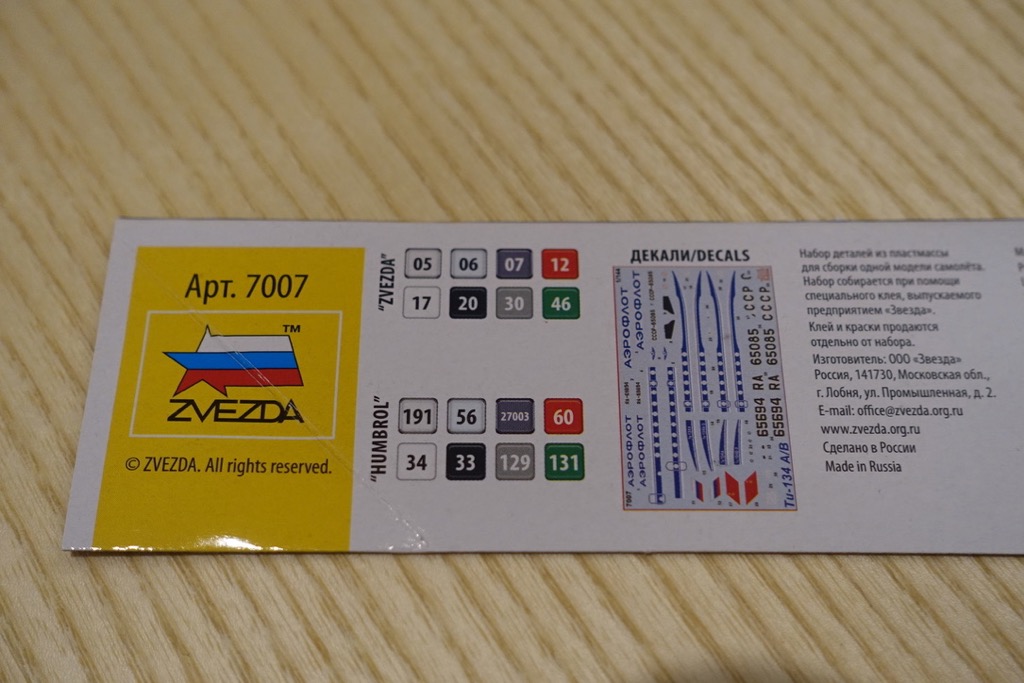 Арт. 7007
TM
ZVEZDA
© ZVEZDA. All rights reserved.
"ZVEZDA"
05 06 07 12
17 20 30 46
"HUMBROL"
191 56 27003 60
34 33 129 131
ДЕКАЛИ/DECALS
АЭРОФЛОТ
АЭРОФЛОТ
АЭРОФЛОТ
АЭРОФЛОТ
7007
СССР
65694 RA 65085
65694 RA 65085 СССР
Tu-134 A/B
Набор деталей из пластмассы
для сборки одной модели самолёта.
Набор собирается при помощи
специального клея, выпускаемого
предприятием «Звезда».
Клей и краски продаются
отдельно от набора.
Изготовитель: ООО «Звезда»
Россия, 141730, Московская обл.,
г. Лобня, ул. Промышленная, д. 2.
E-mail: office@zvezda.org.ru
www.zvezda.org.ru
Сделано в России
Made in Russia